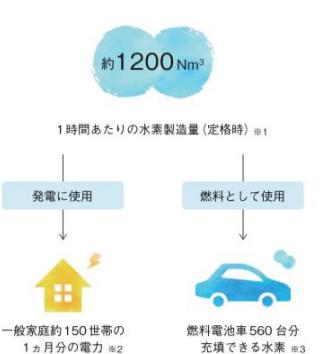 約1200 Nm³
1時間あたりの水素製造量(定格時) ※1
発電に使用
燃料として使用
一般家庭約150世帯の
1ヵ月分の電力 ※2
燃料電池車560台分
充填できる水素 ※3